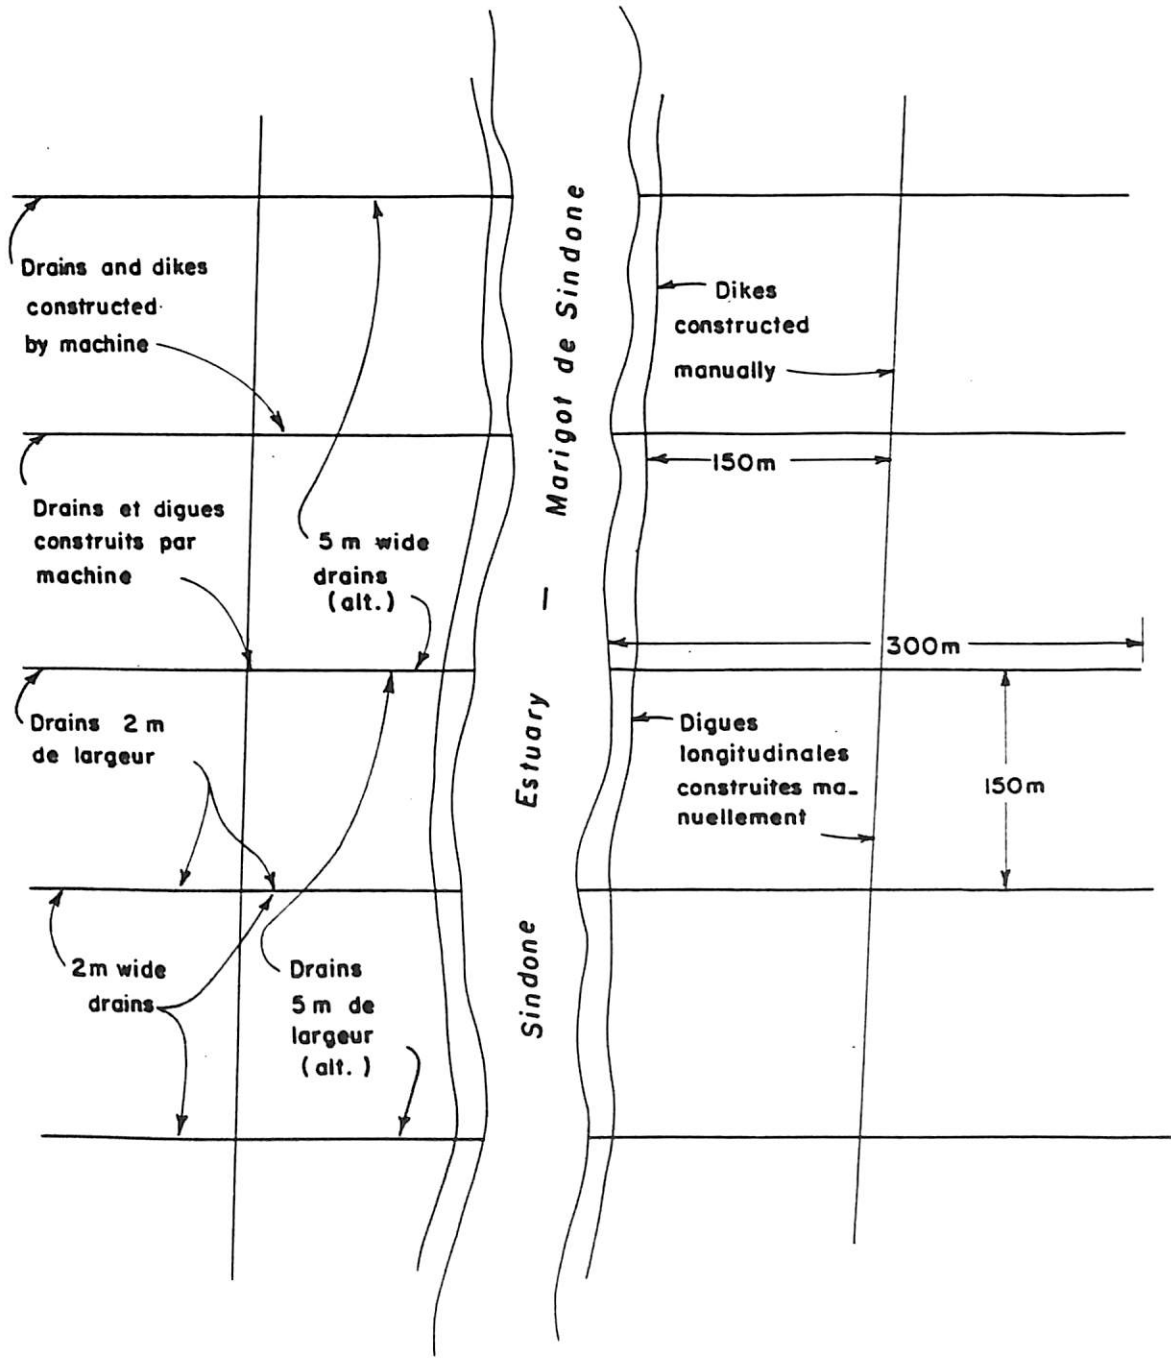 Drains and dikes
constructed
by machine
Drains et digues
construits par
machine
5 m wide
drains
(alt.)
Drains 2 m
de largeur
2m wide
drains
Drains
5 m de
largeur
(alt.)
Sindone Estuary — Marigot de Sindone
Dikes
constructed
manually
150m
300m
Digues
longitudinales
construites ma-
nuellement
150m